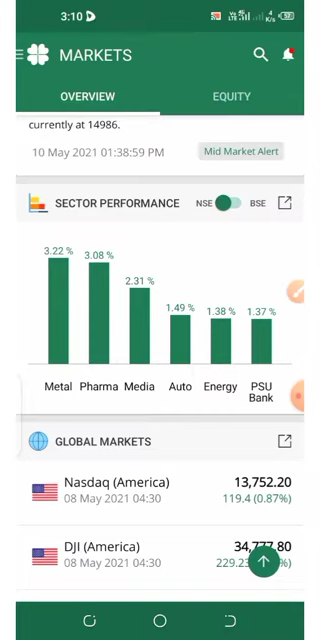 3:10
MARKETS
OVERVIEW EQUITY
currently at 14986.
10 May 2021 01:38:59 PM Mid Market Alert
SECTOR PERFORMANCE NSE BSE
3.22 % 3.08 % 2.31 % 1.49 % 1.38 % 1.37 %
Metal Pharma Media Auto Energy PSU
Bank
GLOBAL MARKETS
Nasdaq (America) 13,752.20
08 May 2021 04:30 119.4 (0.87%)
DJI (America) 34,777.80
08 May 2021 04:30